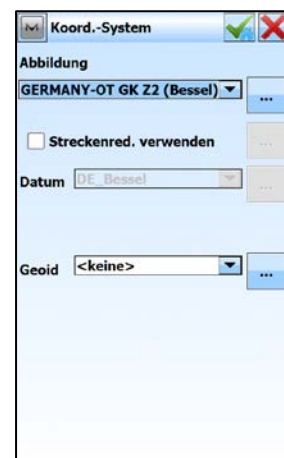 Koord.-System
Abbildung
GERMANY-OT GK Z2 (Bessel)
...
Streckenred. verwenden
...
Datum DE_Bessel
...
Geoid <keine>
...